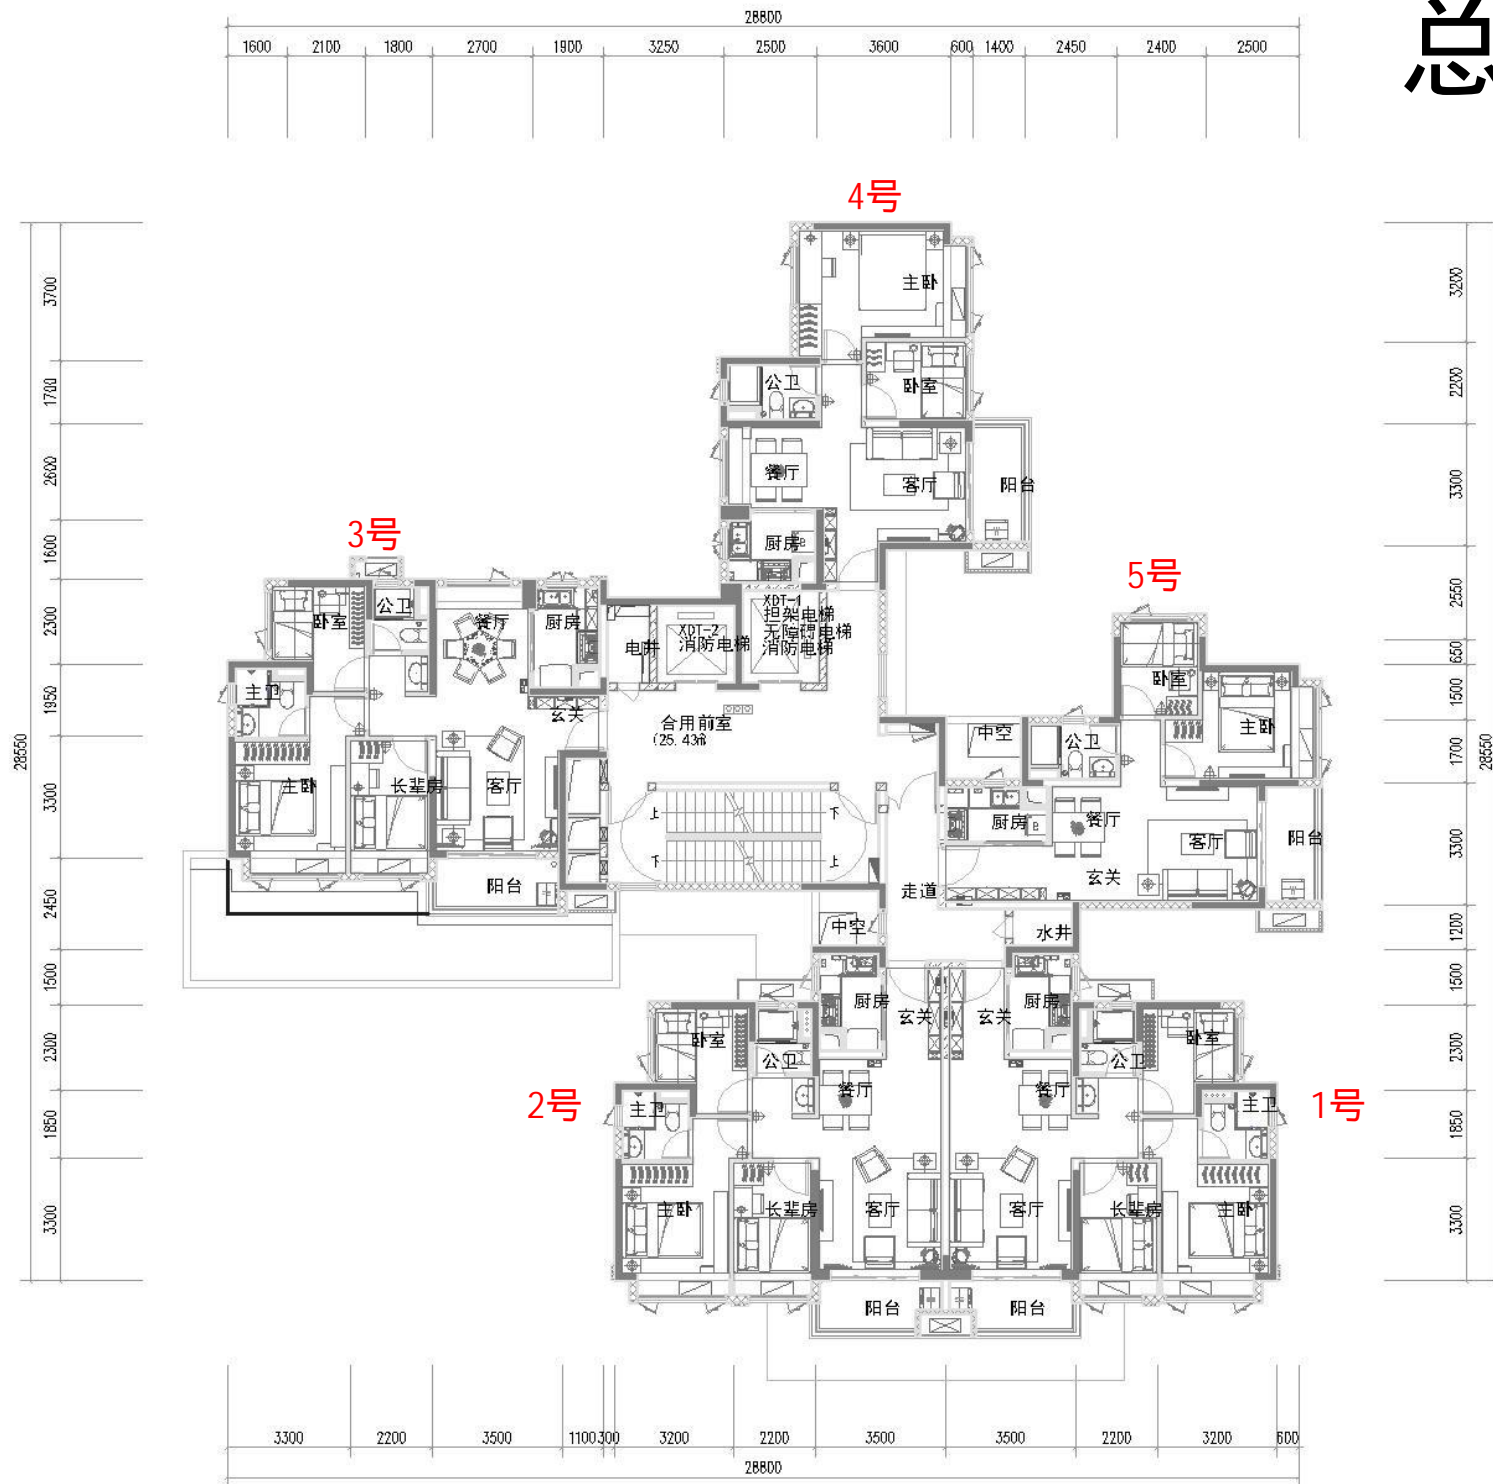 28800
1600 2100 1800 2700 1900 3250 2500 3600 600 1400 2450 2400 2500
总
4号
3700
1700
2600
1600
2300
1950
3300
2450
1500
2300
1850
3300
28550
3200
2200
3300
2550
650
1500
1700
3300
1200
1500
2300
1850
3300
28550
主卧
公卫
卧室
餐厅
客厅
阳台
厨房
3号
卧室
公卫
餐厅
厨房
电井
XDT-2
消防电梯
XDT-1
担架电梯
无障碍电梯
消防电梯
主卫
玄关
合用前室
(25.43㎡
主卧
长辈房
客厅
阳台
上
下
下
上
走道
5号
卧室
主卧
中空
公卫
厨房
餐厅
客厅
阳台
玄关
中空
水井
厨房
玄关
玄关
厨房
卧室
公卫
餐厅
餐厅
公卫
卧室
2号
主卫
主卫
1号
主卧
长辈房
客厅
客厅
长辈房
主卧
阳台
阳台
3300 2200 3500 1100 300 3200 2200 3500 3500 2200 3200 600
28800